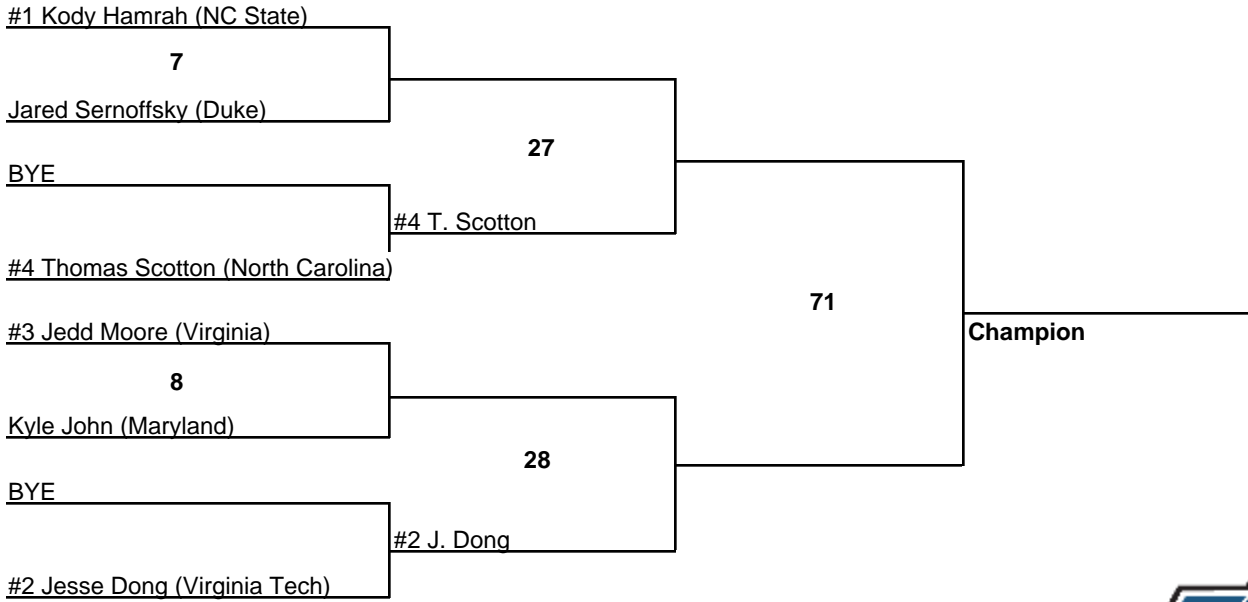 #1 Kody Hamrah (NC State)
7
Jared Sernoffsky (Duke)
27
BYE
#4 T. Scotton
#4 Thomas Scotton (North Carolina)
71
#3 Jedd Moore (Virginia)
Champion
8
Kyle John (Maryland)
28
BYE
#2 J. Dong
#2 Jesse Dong (Virginia Tech)